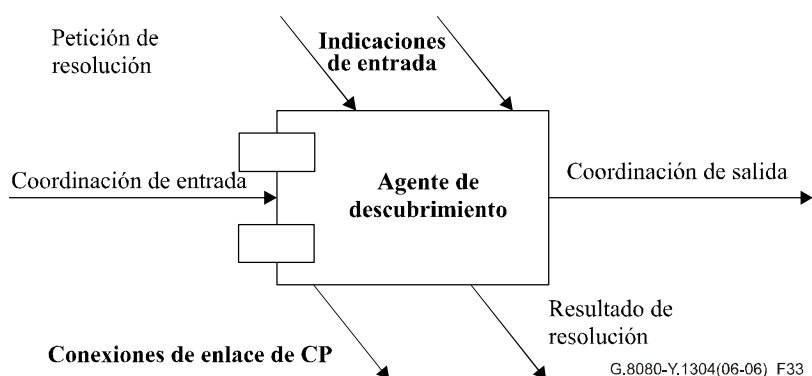 Petición de
resolución
Indicaciones
de entrada
Coordinación de entrada
Agente de
descubrimiento
Coordinación de salida
Resultado de
resolución
Conexiones de enlace de CP
G.8080-Y.1304(06-06)_F33